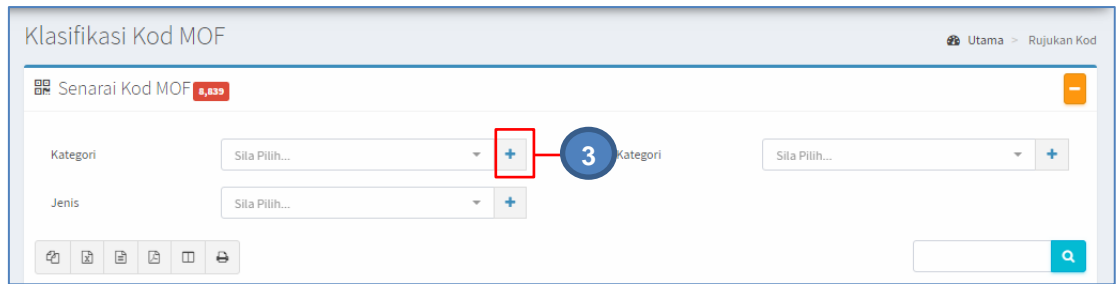 Klasifikasi Kod MOF
Utama > Rujukan Kod
Senarai Kod MOF 8,839
Kategori Sila Pilih... + 3 Kategori Sila Pilih... +
Jenis Sila Pilih... +